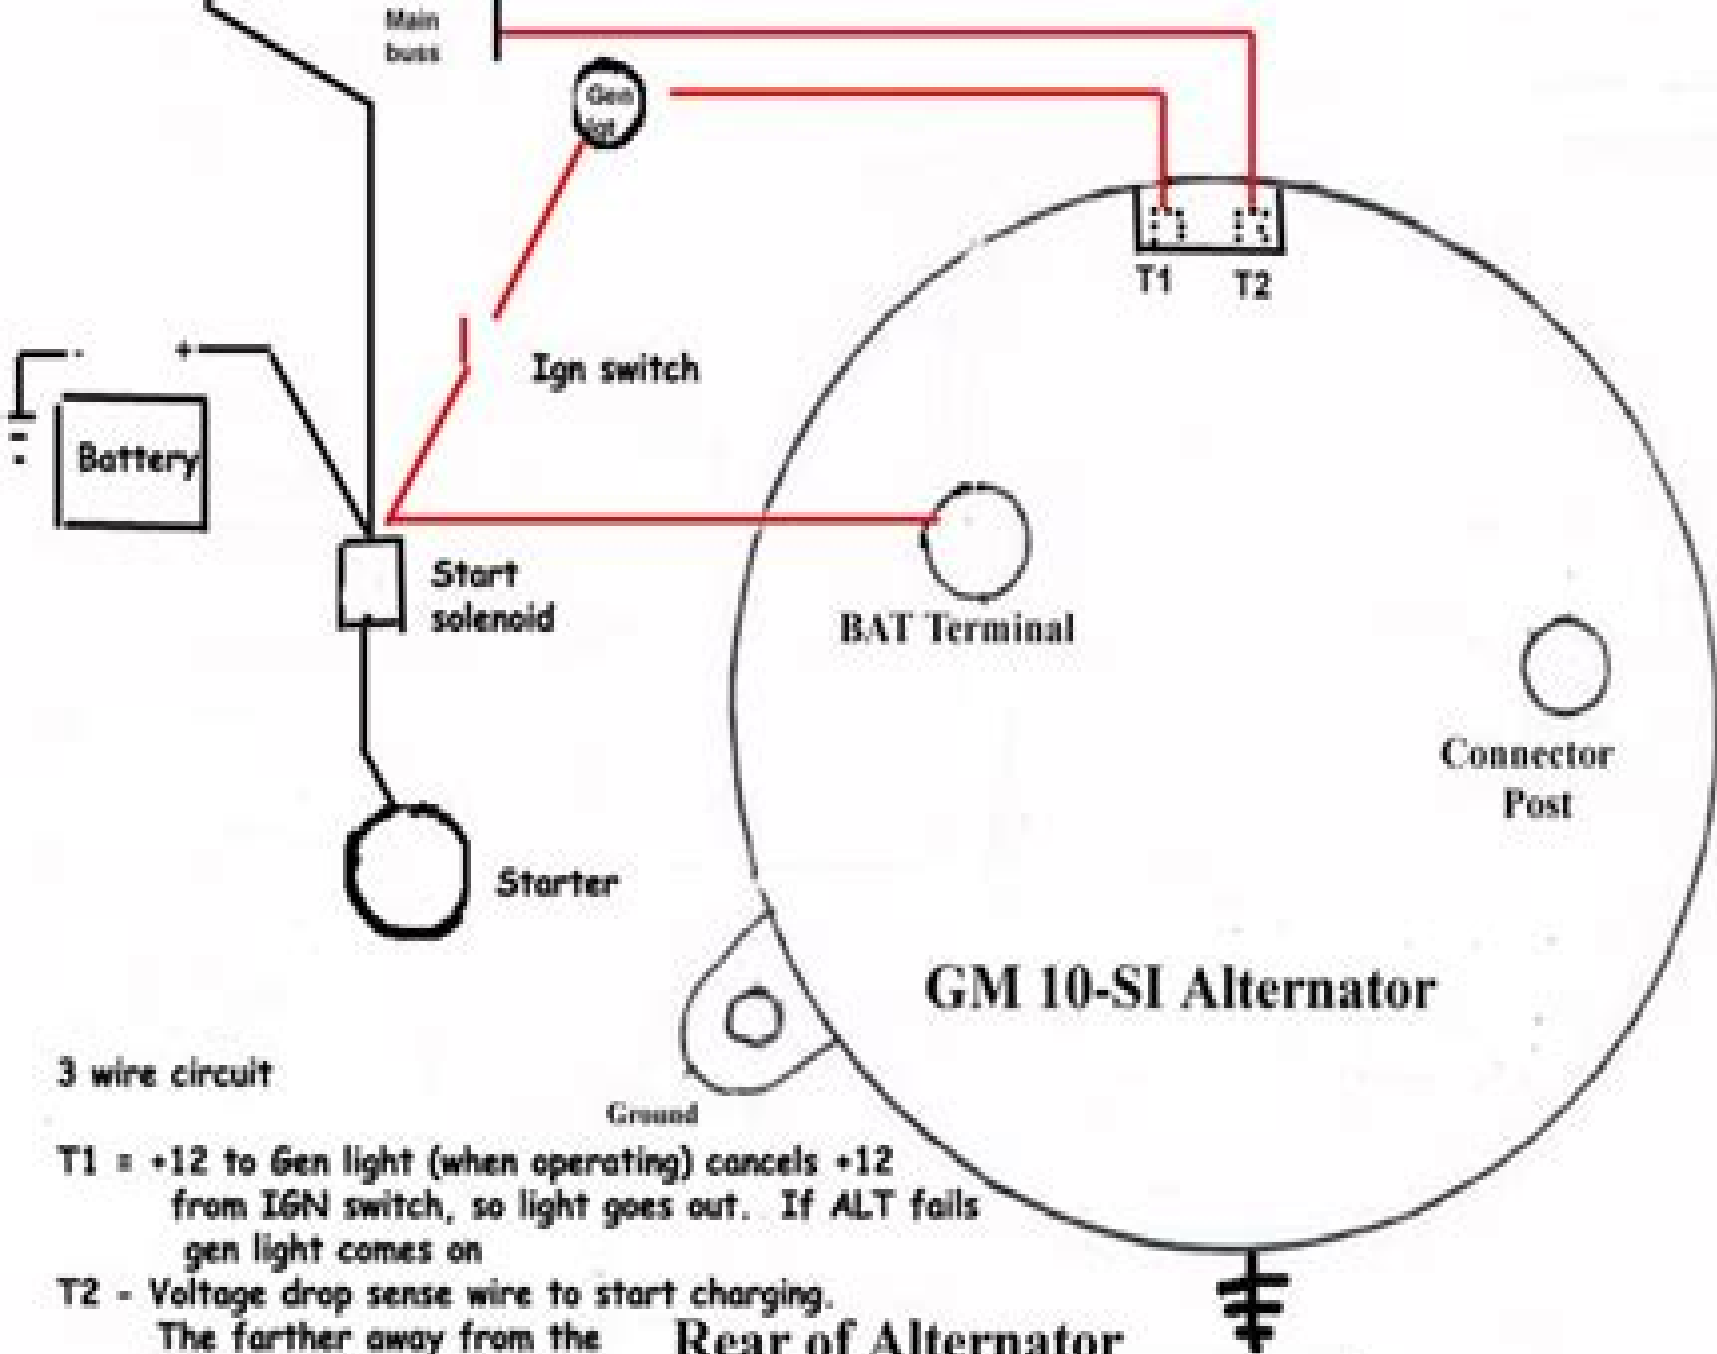 Main
buss
Gen
lgt
Ign switch
T1
T2
-
+
Battery
Start
solenoid
BAT Terminal
Connector
Post
Starter
GM 10-SI Alternator
Ground
3 wire circuit
T1 = +12 to Gen light (when operating) cancels +12
from IGN switch, so light goes out. If ALT fails
gen light comes on
T2 - Voltage drop sense wire to start charging.
The farther away from the
Rear of Alternator